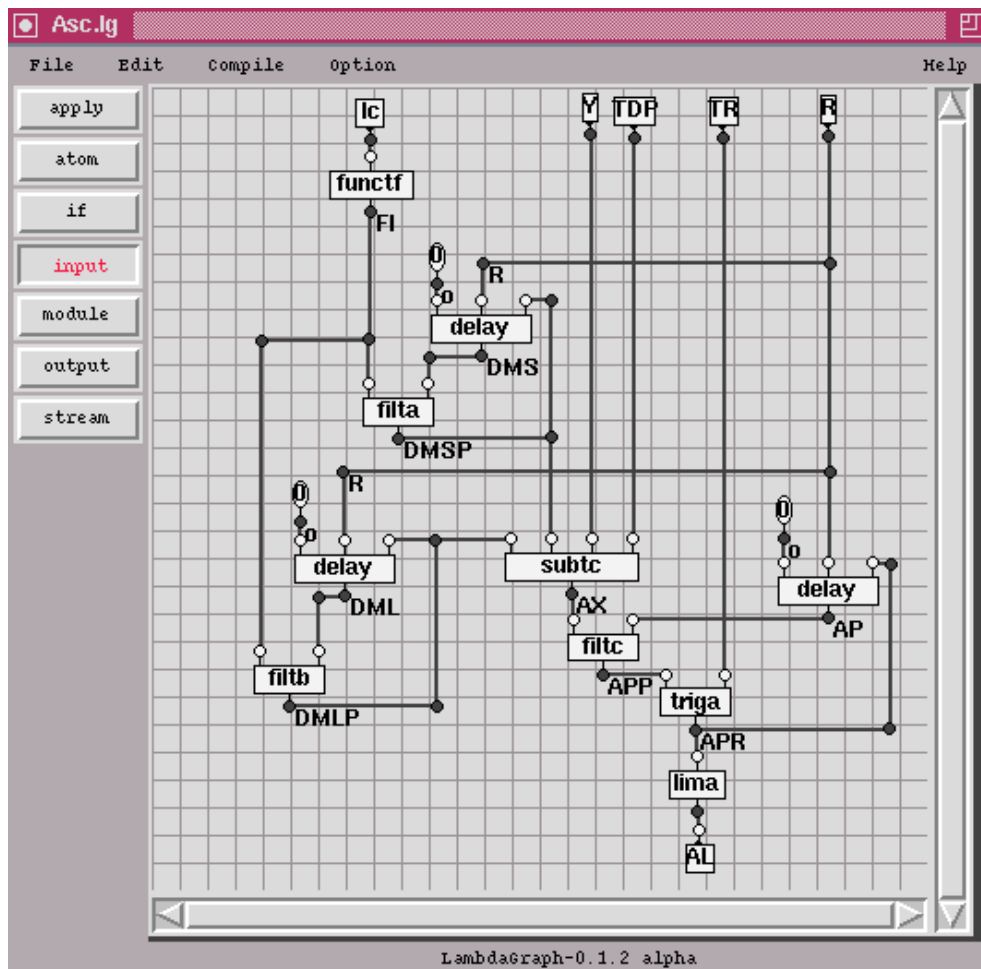 Asc.lg
File Edit Compile Option Help
apply
atom
if
input
module
output
stream
Ic Y TDP TR R
functf
FI
0
o
R
delay
DMS
filta
DMSP
R
0
o
0
o
delay
subtc
delay
DML
AX
AP
filtc
filtb
APP
triga
DMLP
APR
lima
AL
LambdaGraph-0.1.2 alpha